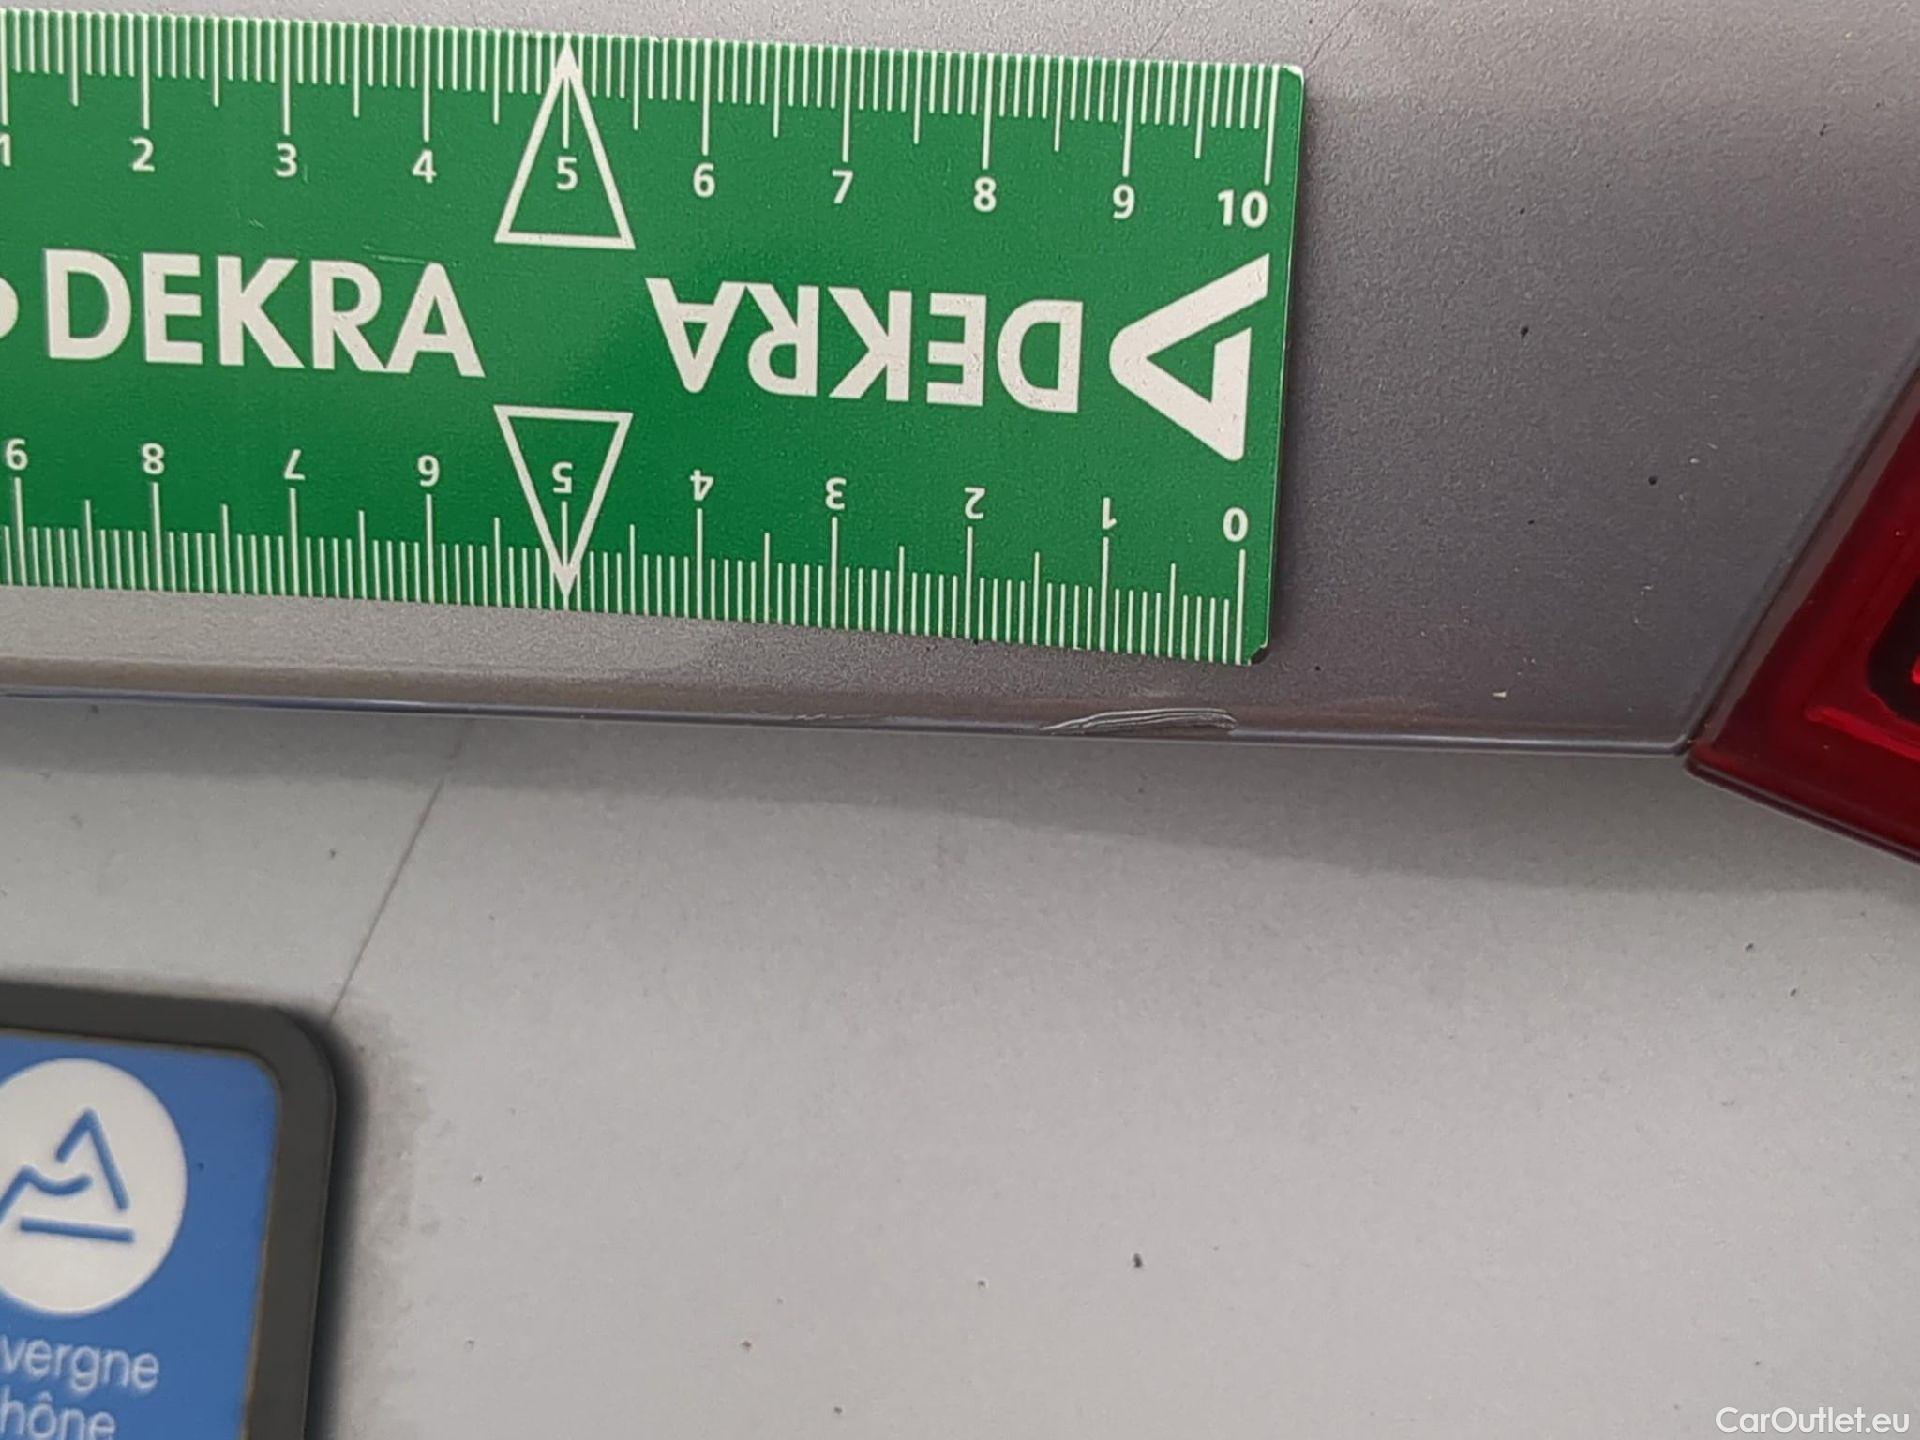 1 2 3 4 5 6 7 8 9 10
DEKRA DEKRA
9 8 7 6 5 4 3 2 1 0
vergne
hône
CarOutlet.eu